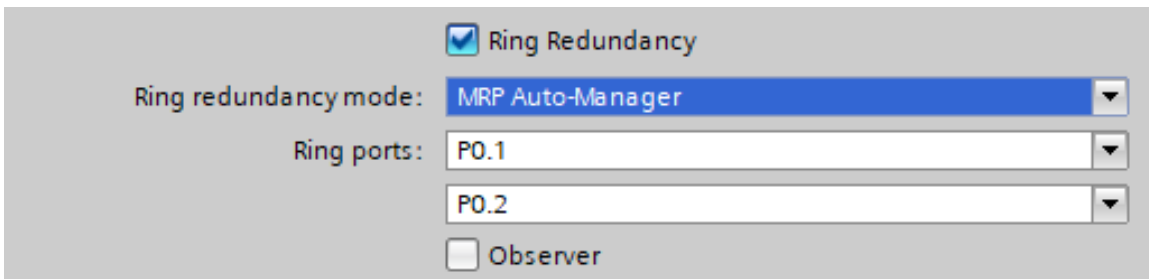 Ring Redundancy
Ring redundancy mode: MRP Auto-Manager
Ring ports: P0.1
P0.2
Observer